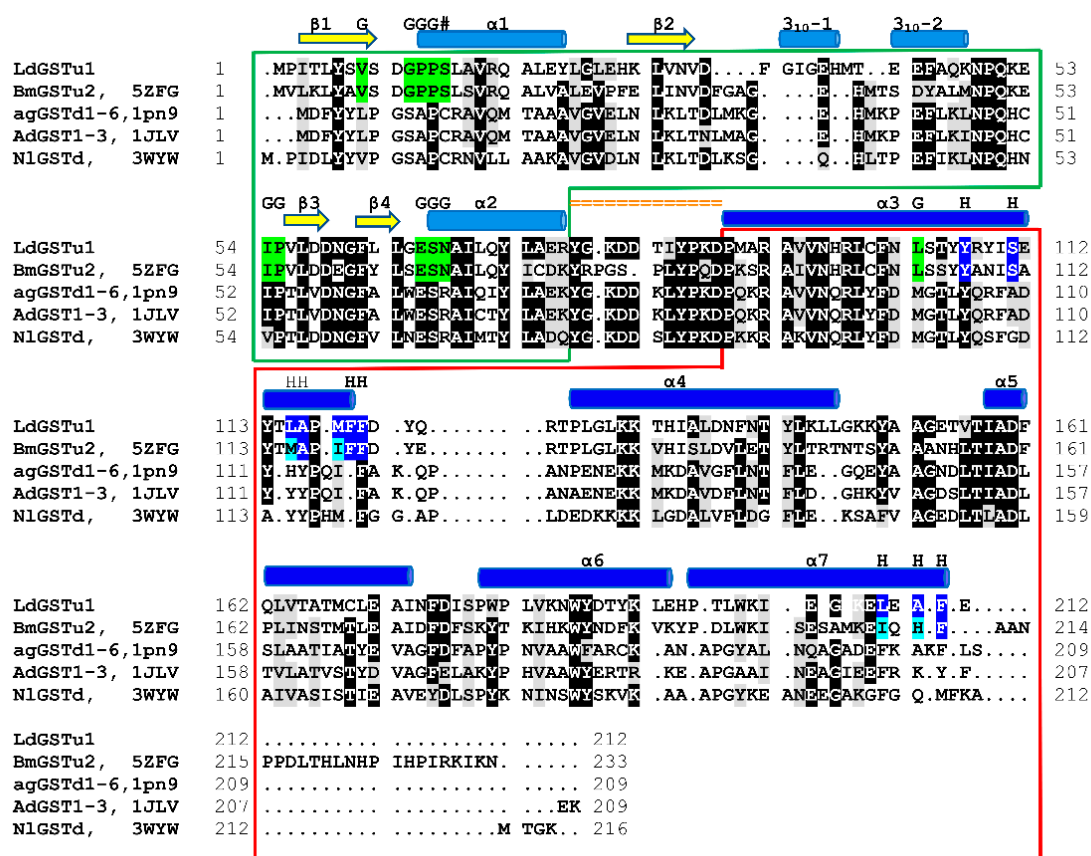 β1 G GGG# α1 β2 3₁₀-1 3₁₀-2
LdGSTu1 1 .MPITLYSVS DGPPSLAVRQ ALEYLGLEHK LVNVD....F GIGEHMT..E EFAQKNPQKE 53
BmGSTu2, 5ZFG 1 .MVLKLYAVS DGPPSLSVRQ ALVALEVPFE LINVDFGAG. ...E.HMTS DYALMNPQKE 53
agGSTd1-6,1pn9 1 ...MDFYYLP GSAPCRAVQM TAAAVGVELN LKLTDLMAG. ...E.HMKP EFLKLNPQHC 51
AdGST1-3, 1JLV 1 ...MDFYYLP GSAPCRAVQM TAAAVGVELN LKLTNLMAG. ...E.HMKP EFLKINPQHC 51
NlGSTd, 3WYW 1 M.PIDLYYVP GSAPCRNVLL AAKAVGVDLN LKLTDLKSG. ...Q.HLTP EFIKLNPQHN 53
GG β3 β4 GGG α2 ============= α3 G H H
LdGSTu1 54 IPVLDDNGFL LGESNAILQY LAERYG.KDD TIYPKDPMAR AVVNHRLCFN LSTYYRYISE 112
BmGSTu2, 5ZFG 54 IPVLDDEGFY LSESNAILQY ICDKYRPGS. PLYPQDPKSR AIVNHRLCFN LSSYYANISA 112
agGSTd1-6,1pn9 52 IPTLVDNGFA LWESRAIQIY LAEKYG.KDD KLYPKDPQKR AVVNQRLYFD MGTLYQRFAD 110
AdGST1-3, 1JLV 52 IPTLVDNGFA LWESRAICTY LAEKYG.KDD KLYPKDPQKR AVVNQRLYFD MGTLYQRFAD 110
NlGSTd, 3WYW 54 VPTLDDNGFV LNESRAIMTY LADQYG.KDD SLYPKDPKKR AKVNQRLYFD MGTLYQSFGD 112
HH HH α4 α5
LdGSTu1 113 YTLAP.MFFD .YQ....... ...RTPLGLKK THIALDNFNT YLKLLGKKYA AGETVTIADF 161
BmGSTu2, 5ZFG 113 YTMAP.IFFD .YE....... ...RTPLGLKK VHISLDVLET YLTRTNTSYA AANHLTIADF 161
agGSTd1-6,1pn9 111 Y.HYPQI.FA K.QP...... ..ANPENEKK MKDAVGFLNT FLE..GQEYA AGNDLTIADL 157
AdGST1-3, 1JLV 111 Y.YYPQI.FA K.QP...... ..ANAENEKK MKDAVDFLNT FLD..GHKYV AGDSLTIADL 157
NlGSTd, 3WYW 113 A.YYPHM.FG G.AP...... ..LDEDKKKK LGDALVFLDG FLE..KSAFV AGEDLTLADL 159
α6 α7 H H H
LdGSTu1 162 QLVTATMCLE AINFDISPWP LVKNWYDTYK LEHP.TLWKI .E.G.KELEA.F.E..... 212
BmGSTu2, 5ZFG 162 PLINSTMTLE AIDFDFSKYT KIHKWYNDFK VKYP.DLWKI .SESAMKEIQ H.F....AAN 214
agGSTd1-6,1pn9 158 SLAATIATYE VAGFDFAPYP NVAAWFARCK .AN.APGYAL .NQAGADEFK AKF.LS.... 209
AdGST1-3, 1JLV 158 TVLATVSTYD VAGFELAKYP HVAAWYERTR .KE.APGAAI .NEAGIEEFR K.Y.F..... 207
NlGSTd, 3WYW 160 AIVASISTIE AVEYDLSPYK NINSWYSKVK .AA.APGYKE ANEEGAKGFG Q.MFKA.... 212
LdGSTu1 212 .......... .......... ....... 212
BmGSTu2, 5ZFG 215 PPDLTHLNHP IHPIRKIKN. ...... 233
agGSTd1-6,1pn9 209 .......... .......... ....... 209
AdGST1-3, 1JLV 207 .......... .......... .....EK 209
NlGSTd, 3WYW 212 .......... .......... M TGK... 216